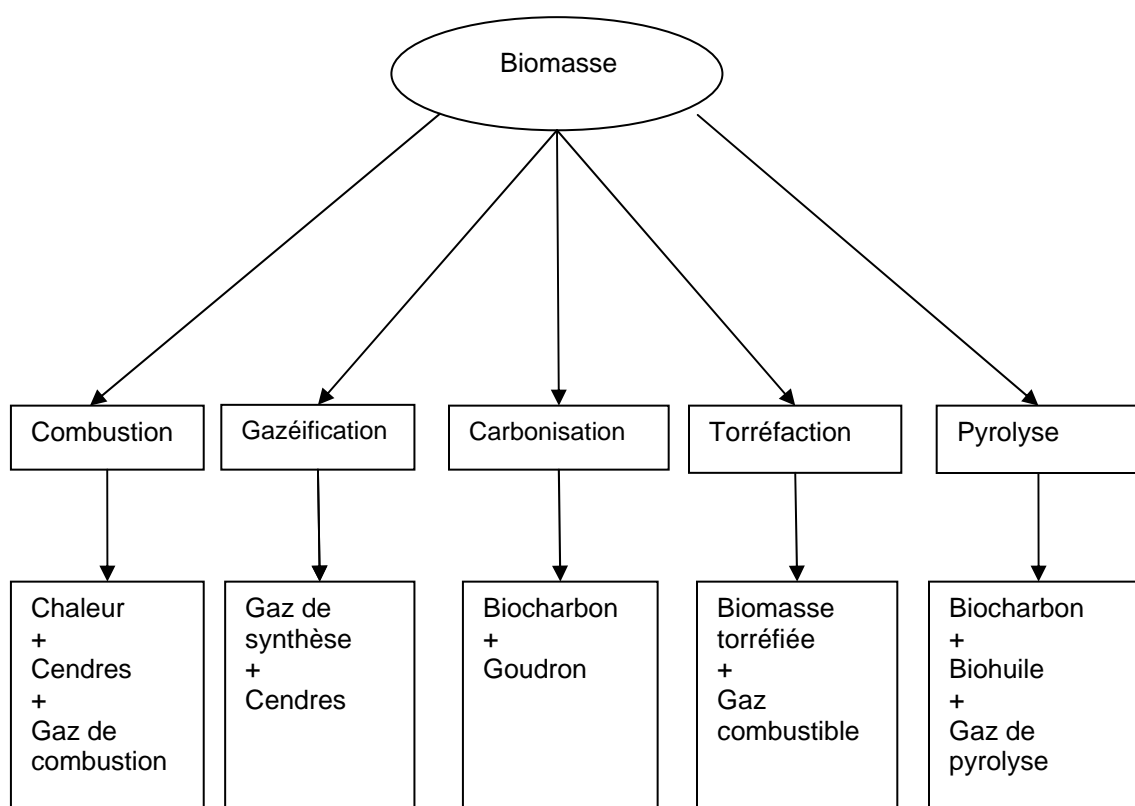 Biomasse
Combustion
Gazéification
Carbonisation
Torréfaction
Pyrolyse
Chaleur
+
Cendres
+
Gaz de
combustion
Gaz de
synthèse
+
Cendres
Biocharbon
+
Goudron
Biomasse
torréfiée
+
Gaz
combustible
Biocharbon
+
Biohuile
+
Gaz de
pyrolyse